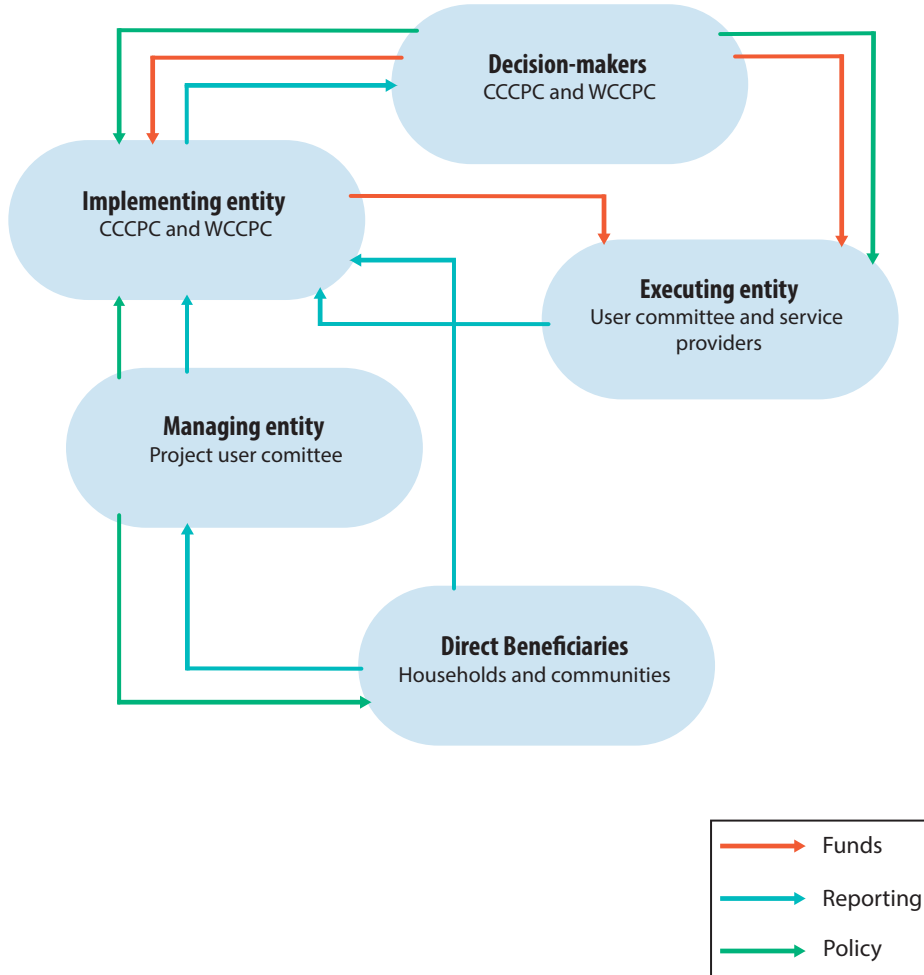 Decision-makers
CCCPC and WCCPC
Implementing entity
CCCPC and WCCPC
Executing entity
User committee and service
providers
Managing entity
Project user comittee
Direct Beneficiaries
Households and communities
Funds
Reporting
Policy